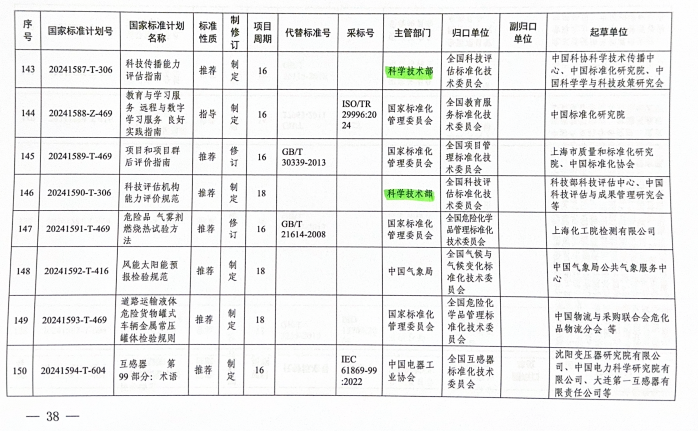 序号 国家标准计划号 国家标准计划名称 标准性质 制修订 项目周期 代替标准号 采标号 主管部门 归口单位 副归口单位 起草单位
143 20241587-T-306 科技传播能力评估指南 推荐 制定 16 科学技术部 全国科技评估标准化技术委员会 中国科协科学技术传播中心、中国标准化研究院、中国科学学与科技政策研究会
144 20241588-Z-469 教育与学习服务 远程与数字学习服务 良好实践指南 指导 制定 16 ISO/TR 29996:2024 国家标准化管理委员会 全国教育服务标准化技术委员会 中国标准化研究院
145 20241589-T-469 项目和项目群后评价指南 推荐 修订 16 GB/T 30339-2013 国家标准化管理委员会 全国项目管理标准化技术委员会 上海市质量和标准化研究院、中国标准化协会
146 20241590-T-306 科技评估机构能力评价规范 推荐 制定 18 科学技术部 全国科技评估标准化技术委员会 科技部科技评估中心、中国科技评估与成果管理研究会等
147 20241591-T-469 危险品 气雾剂燃烧热试验方法 推荐 修订 16 GB/T 21614-2008 国家标准化管理委员会 全国危险化学品管理标准化技术委员会 上海化工院检测有限公司
148 20241592-T-416 风能太阳能预报检验规范 推荐 制定 18 中国气象局 全国气候与气候变化标准化技术委员会 中国气象局公共气象服务中心
149 20241593-T-469 道路运输液体危险货物罐式车辆金属常压罐体检验规则 推荐 制定 18 国家标准化管理委员会 全国危险化学品管理标准化技术委员会 中国物流与采购联合会危化品物流分会 等
150 20241594-T-604 互感器 第99部分：术语 推荐 制定 16 IEC 61869-99:2022 中国电器工业协会 全国互感器标准化技术委员会 沈阳变压器研究院有限公司、中国电力科学研究院有限公司、大连第一互感器有限责任公司等
— 38 —